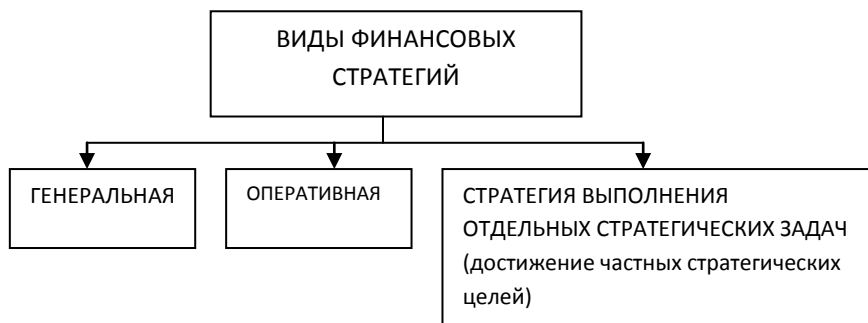 ВИДЫ ФИНАНСОВЫХ
СТРАТЕГИЙ
ГЕНЕРАЛЬНАЯ
ОПЕРАТИВНАЯ
СТРАТЕГИЯ ВЫПОЛНЕНИЯ
ОТДЕЛЬНЫХ СТРАТЕГИЧЕСКИХ ЗАДАЧ
(достижение частных стратегических
целей)